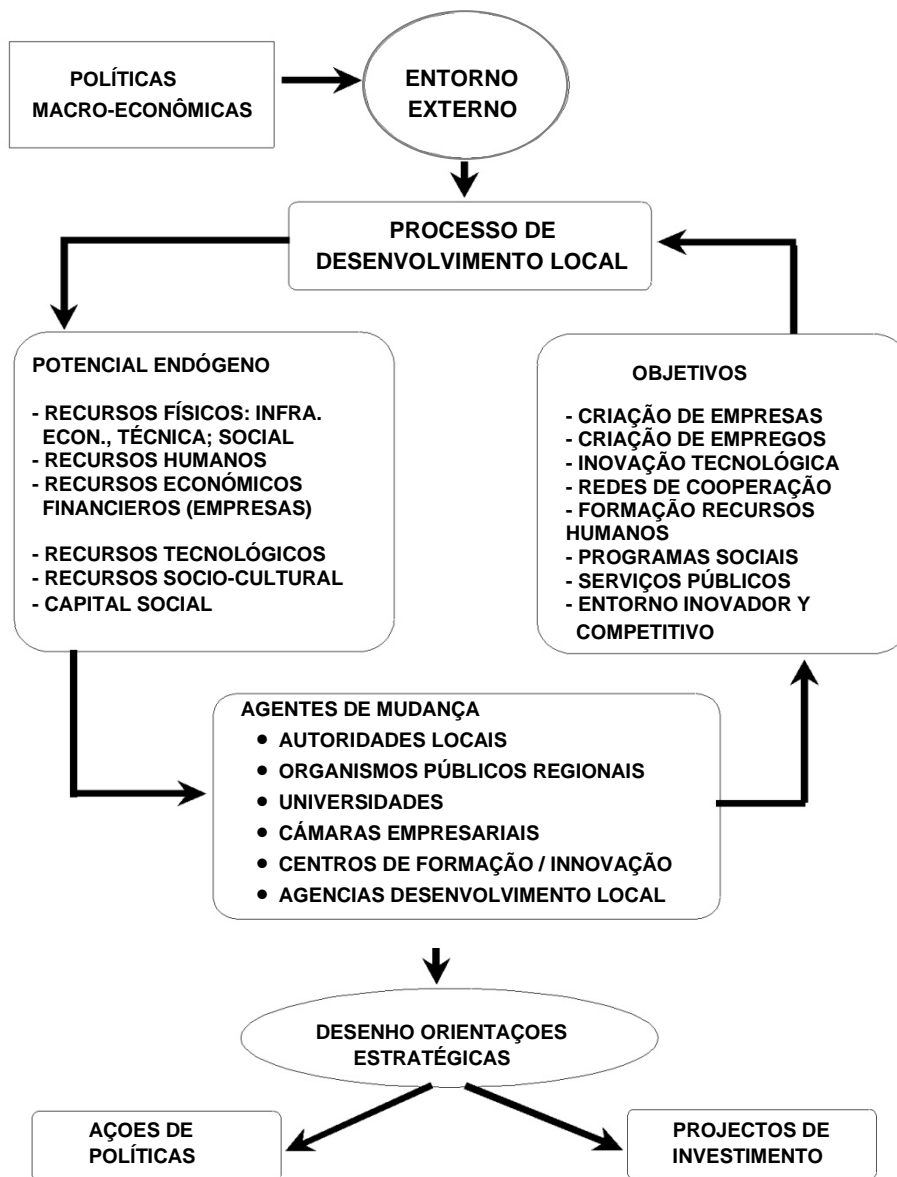 POLÍTICAS
MACRO-ECONÔMICAS
ENTORNO
EXTERNO
PROCESSO DE
DESENVOLVIMENTO LOCAL
POTENCIAL ENDÓGENO
- RECURSOS FÍSICOS: INFRA.
ECON., TÉCNICA; SOCIAL
- RECURSOS HUMANOS
- RECURSOS ECONÓMICOS
FINANCIEROS (EMPRESAS)
- RECURSOS TECNOLÓGICOS
- RECURSOS SOCIO-CULTURAL
- CAPITAL SOCIAL
OBJETIVOS
- CRIAÇÃO DE EMPRESAS
- CRIAÇÃO DE EMPREGOS
- INOVAÇÃO TECNOLÓGICA
- REDES DE COOPERAÇÃO
- FORMAÇÃO RECURSOS
HUMANOS
- PROGRAMAS SOCIAIS
- SERVIÇOS PÚBLICOS
- ENTORNO INOVADOR Y
COMPETITIVO
AGENTES DE MUDANÇA
• AUTORIDADES LOCAIS
• ORGANISMOS PÚBLICOS REGIONAIS
• UNIVERSIDADES
• CÁMARAS EMPRESARIAIS
• CENTROS DE FORMAÇÃO / INNOVAÇÃO
• AGENCIAS DESENVOLVIMENTO LOCAL
DESENHO ORIENTAÇOES
ESTRATÉGICAS
AÇOES DE
POLÍTICAS
PROJECTOS DE
INVESTIMENTO